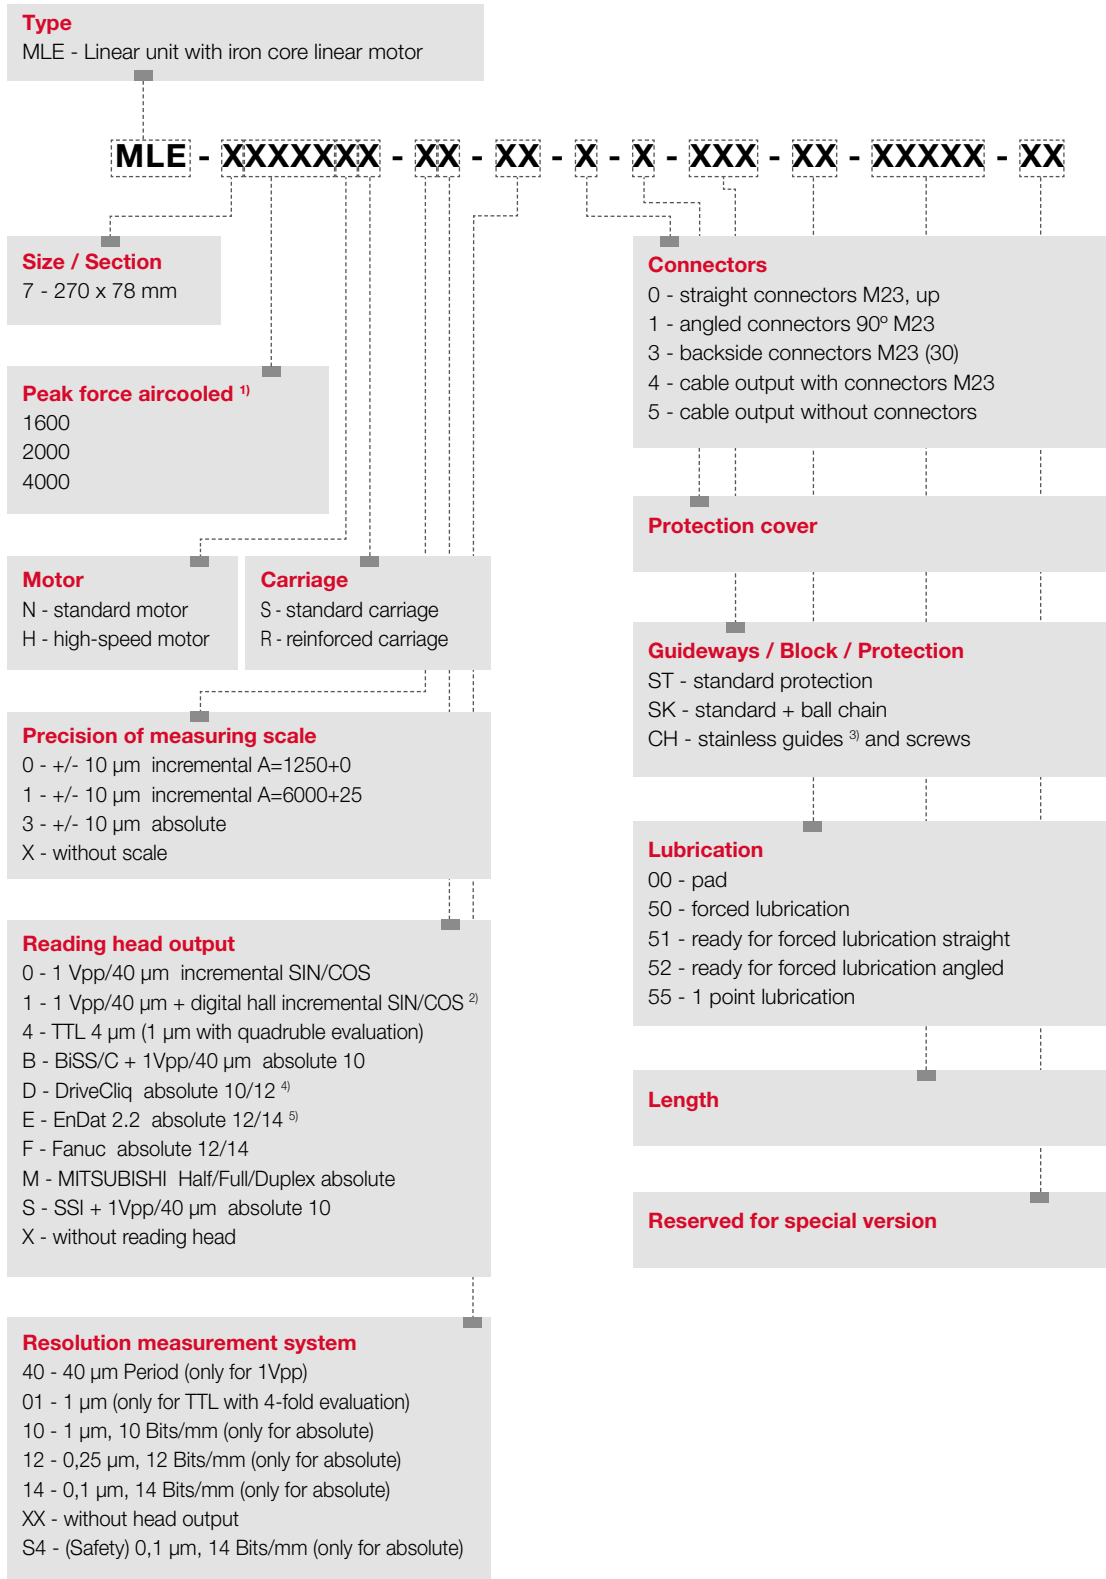 Type
MLE - Linear unit with iron core linear motor
MLE - XXXXXXX - XX - XX - X - X - XXX - XX - XXXXX - XX
Size / Section
7 - 270 x 78 mm
Peak force aircooled 1)
1600
2000
4000
Motor
N - standard motor
H - high-speed motor
Carriage
S - standard carriage
R - reinforced carriage
Precision of measuring scale
0 - +/- 10 µm incremental A=1250+0
1 - +/- 10 µm incremental A=6000+25
3 - +/- 10 µm absolute
X - without scale
Reading head output
0 - 1 Vpp/40 µm incremental SIN/COS
1 - 1 Vpp/40 µm + digital hall incremental SIN/COS 2)
4 - TTL 4 µm (1 µm with quadruble evaluation)
B - BiSS/C + 1Vpp/40 µm absolute 10
D - DriveCliq absolute 10/12 4)
E - EnDat 2.2 absolute 12/14 5)
F - Fanuc absolute 12/14
M - MITSUBISHI Half/Full/Duplex absolute
S - SSI + 1Vpp/40 µm absolute 10
X - without reading head
Resolution measurement system
40 - 40 µm Period (only for 1Vpp)
01 - 1 µm (only for TTL with 4-fold evaluation)
10 - 1 µm, 10 Bits/mm (only for absolute)
12 - 0,25 µm, 12 Bits/mm (only for absolute)
14 - 0,1 µm, 14 Bits/mm (only for absolute)
XX - without head output
S4 - (Safety) 0,1 µm, 14 Bits/mm (only for absolute)
Connectors
0 - straight connectors M23, up
1 - angled connectors 90º M23
3 - backside connectors M23 (30)
4 - cable output with connectors M23
5 - cable output without connectors
Protection cover
Guideways / Block / Protection
ST - standard protection
SK - standard + ball chain
CH - stainless guides 3) and screws
Lubrication
00 - pad
50 - forced lubrication
51 - ready for forced lubrication straight
52 - ready for forced lubrication angled
55 - 1 point lubrication
Length
Reserved for special version